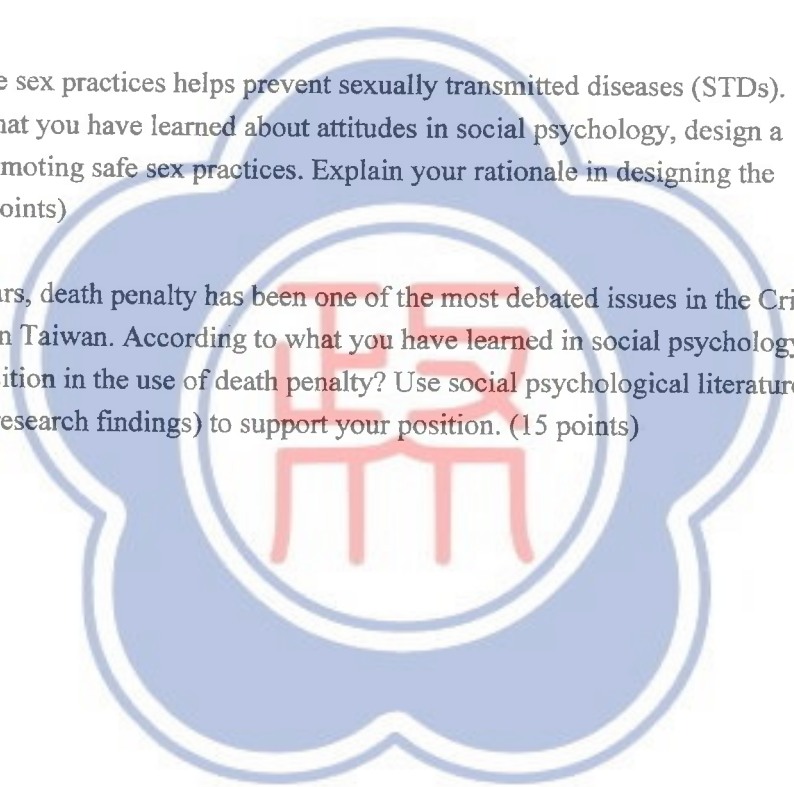 e sex practices helps prevent sexually transmitted diseases (STDs).
hat you have learned about attitudes in social psychology, design a
moting safe sex practices. Explain your rationale in designing the
oints)
rs, death penalty has been one of the most debated issues in the Cri
n Taiwan. According to what you have learned in social psychology
ition in the use of death penalty? Use social psychological literature
esearch findings) to support your position. (15 points)